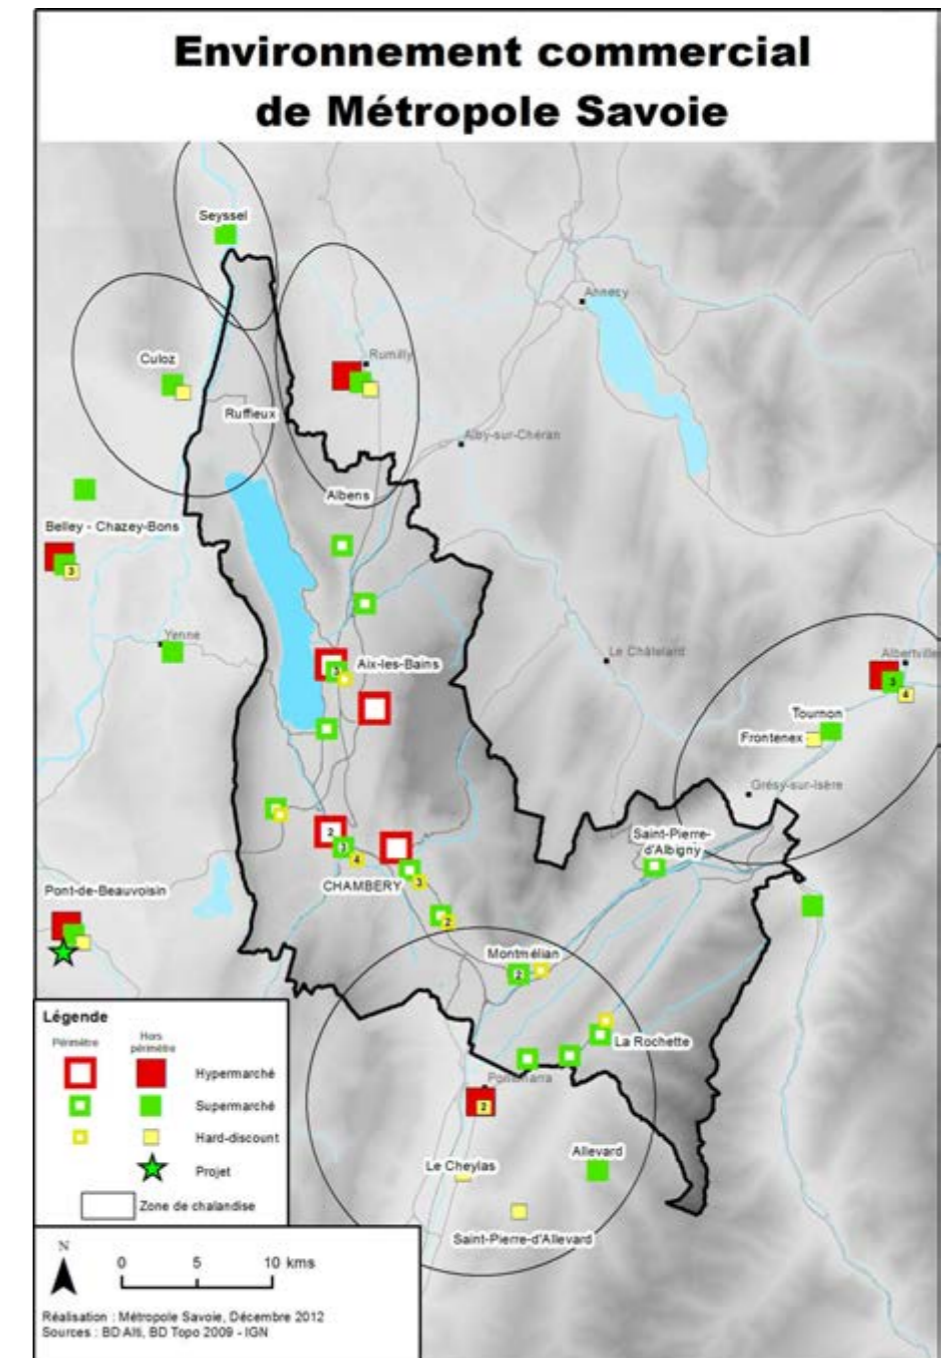 Environnement commercial
de Métropole Savoie
Seyssel
Annecy
Culoz
Rumilly
Ruffieux
Alby-sur-Chéran
Albens
Belley - Chazey-Bons
3
Yenne
Le Châtelard
Aix-les-Bains
3
Albertville
3
4
Tournon
Frontenex
Grésy-sur-Isère
2
3
4
Saint-Pierre-
d'Albigny
CHAMBERY
3
Pont-de-Beauvoisin
2
Montmélian
2
La Rochette
Pontcharra
2
Allevard
Le Cheylas
Saint-Pierre-d'Allevard
Légende
Périmètre
Hors
périmètre
Hypermarché
Supermarché
Hard-discount
Projet
Zone de chalandise
N
0 5 10 kms
Réalisation : Métropole Savoie, Décembre 2012
Sources : BD Alti, BD Topo 2009 - IGN